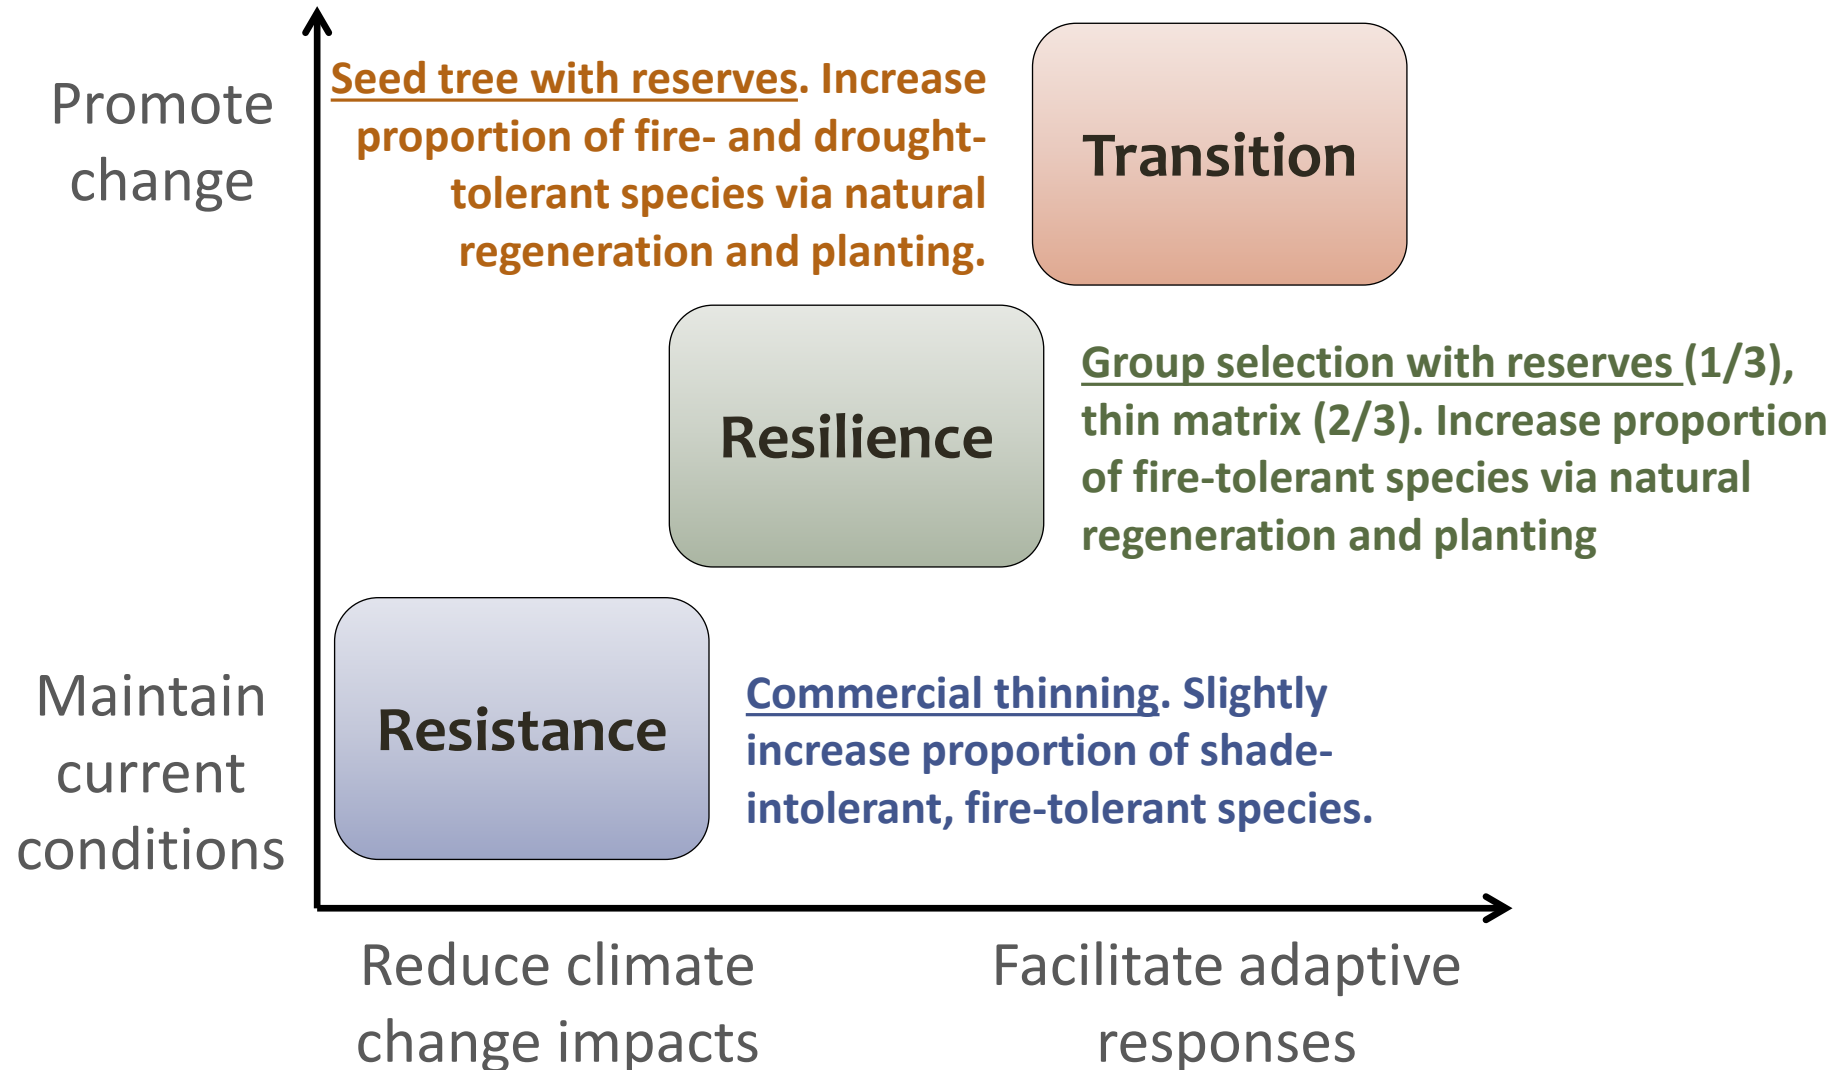 Promote
change
Seed tree with reserves. Increase
proportion of fire- and drought-
tolerant species via natural
regeneration and planting.
Transition
Resilience
Group selection with reserves (1/3),
thin matrix (2/3). Increase proportion
of fire-tolerant species via natural
regeneration and planting
Maintain
current
conditions
Resistance
Commercial thinning. Slightly
increase proportion of shade-
intolerant, fire-tolerant species.
Reduce climate
change impacts
Facilitate adaptive
responses